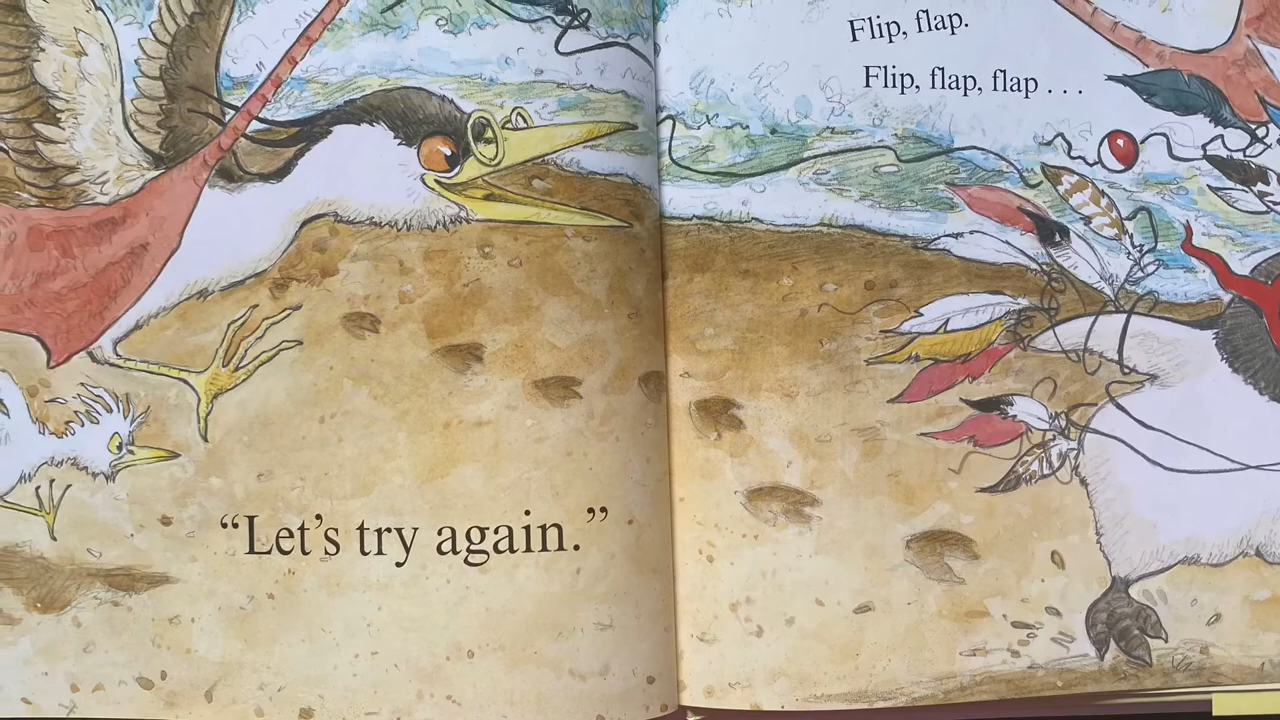 “Let’s try again.”
Flip, flap.
Flip, flap, flap . . .